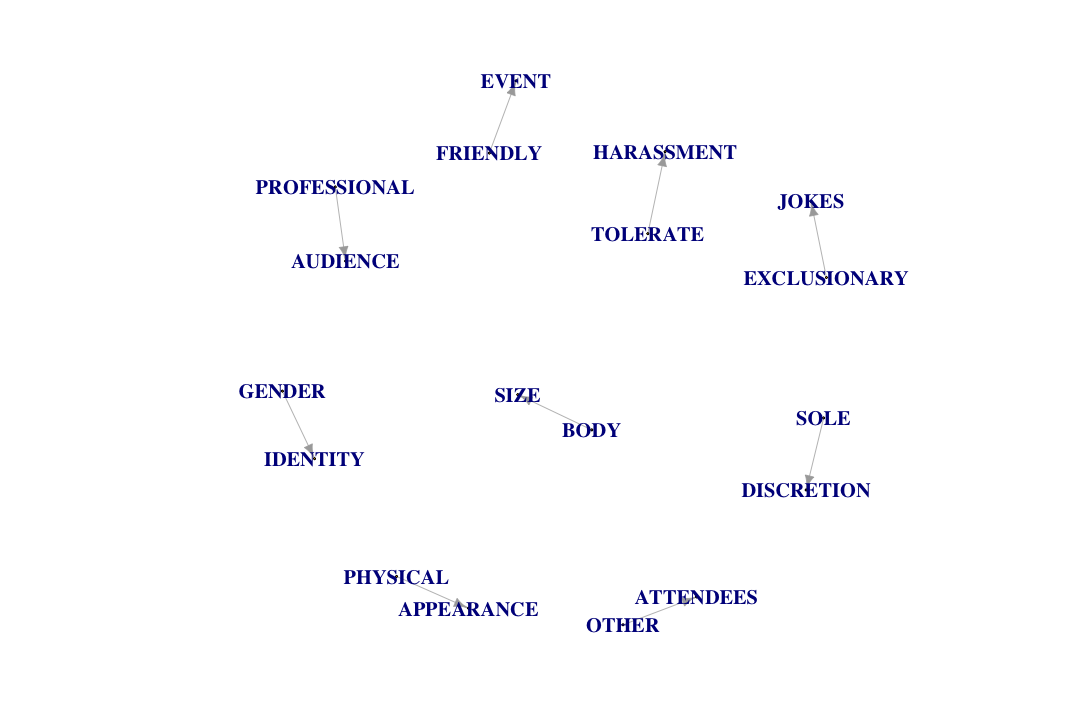 EVENT
FRIENDLY
HARASSMENT
PROFESSIONAL
JOKES
TOLERATE
AUDIENCE
EXCLUSIONARY
GENDER
SIZE
SOLE
BODY
IDENTITY
DISCRETION
PHYSICAL
ATTENDEES
APPEARANCE
OTHER